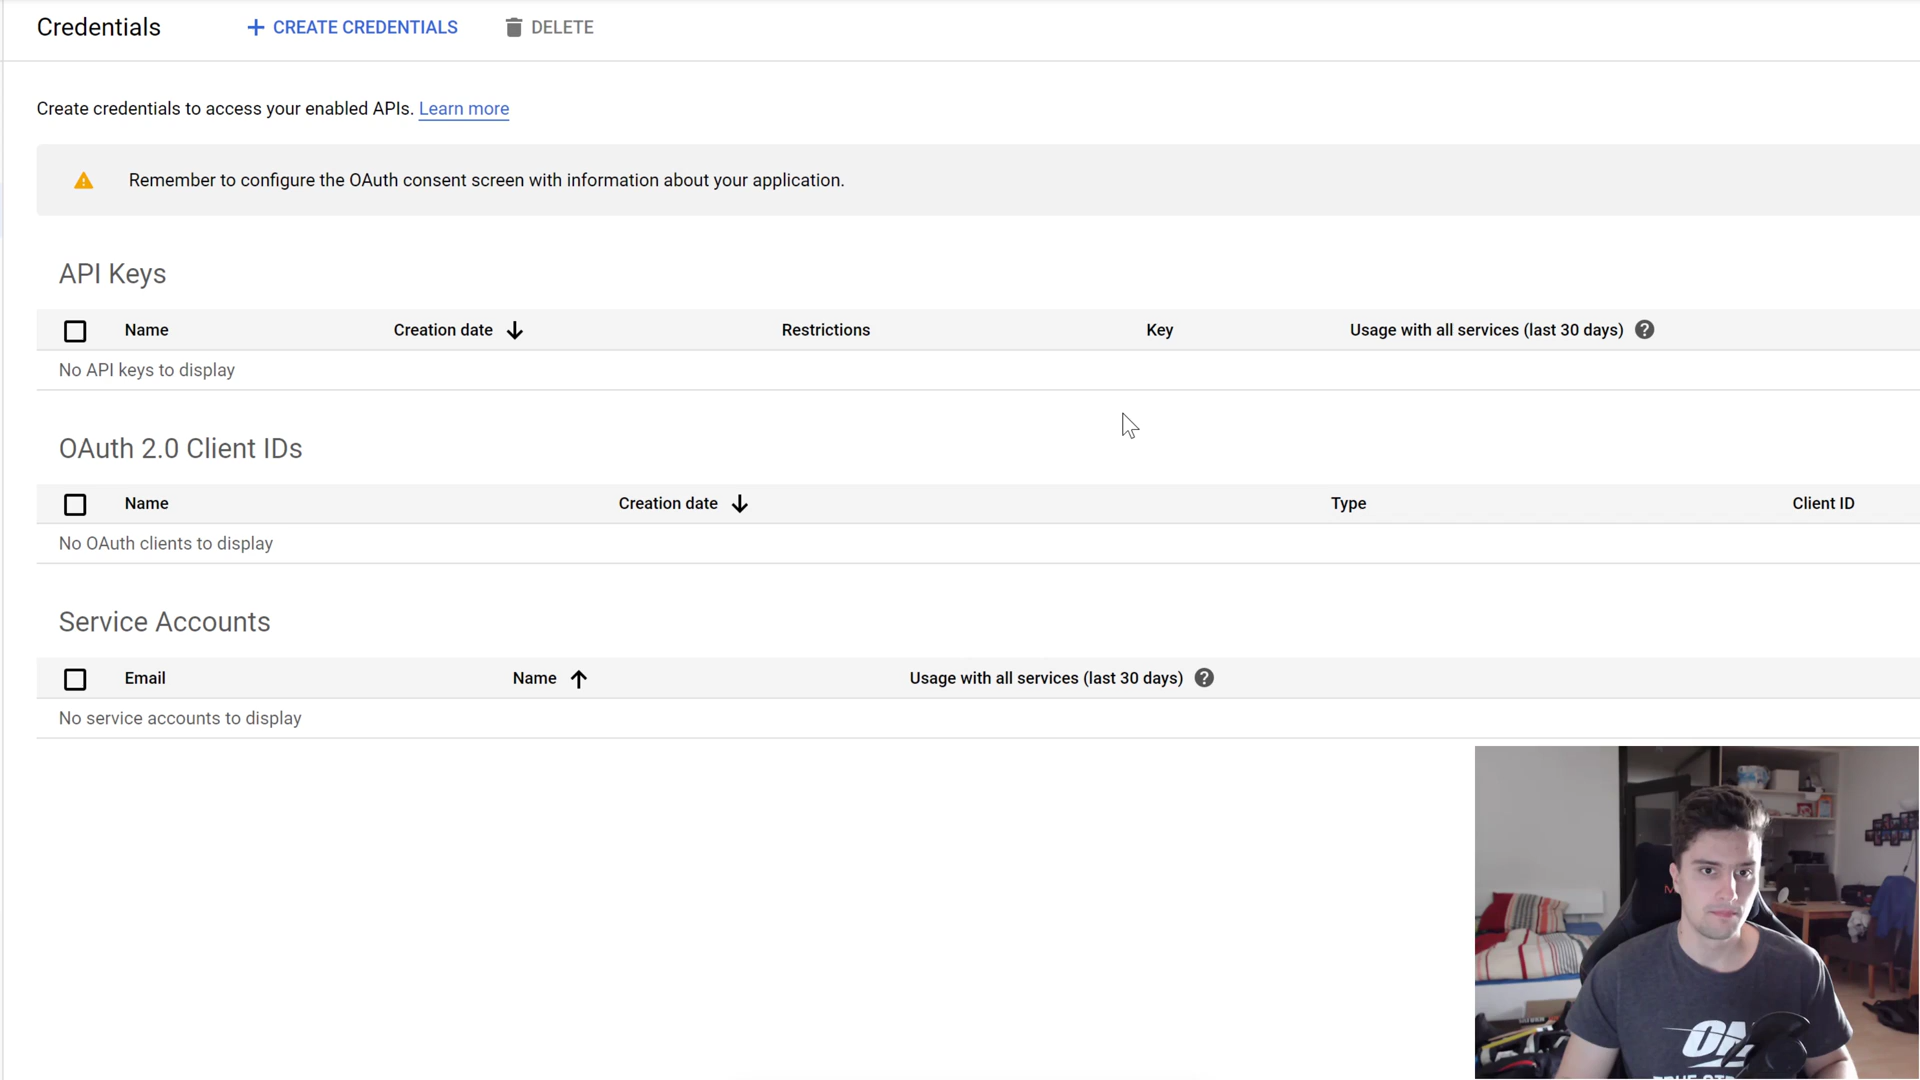 Credentials
CREATE CREDENTIALS
DELETE
Create credentials to access your enabled APIs. Learn more
Remember to configure the OAuth consent screen with information about your application.
API Keys
Name Creation date Restrictions Key Usage with all services (last 30 days)
No API keys to display
OAuth 2.0 Client IDs
Name Creation date Type Client ID
No OAuth clients to display
Service Accounts
Email Name Usage with all services (last 30 days)
No service accounts to display